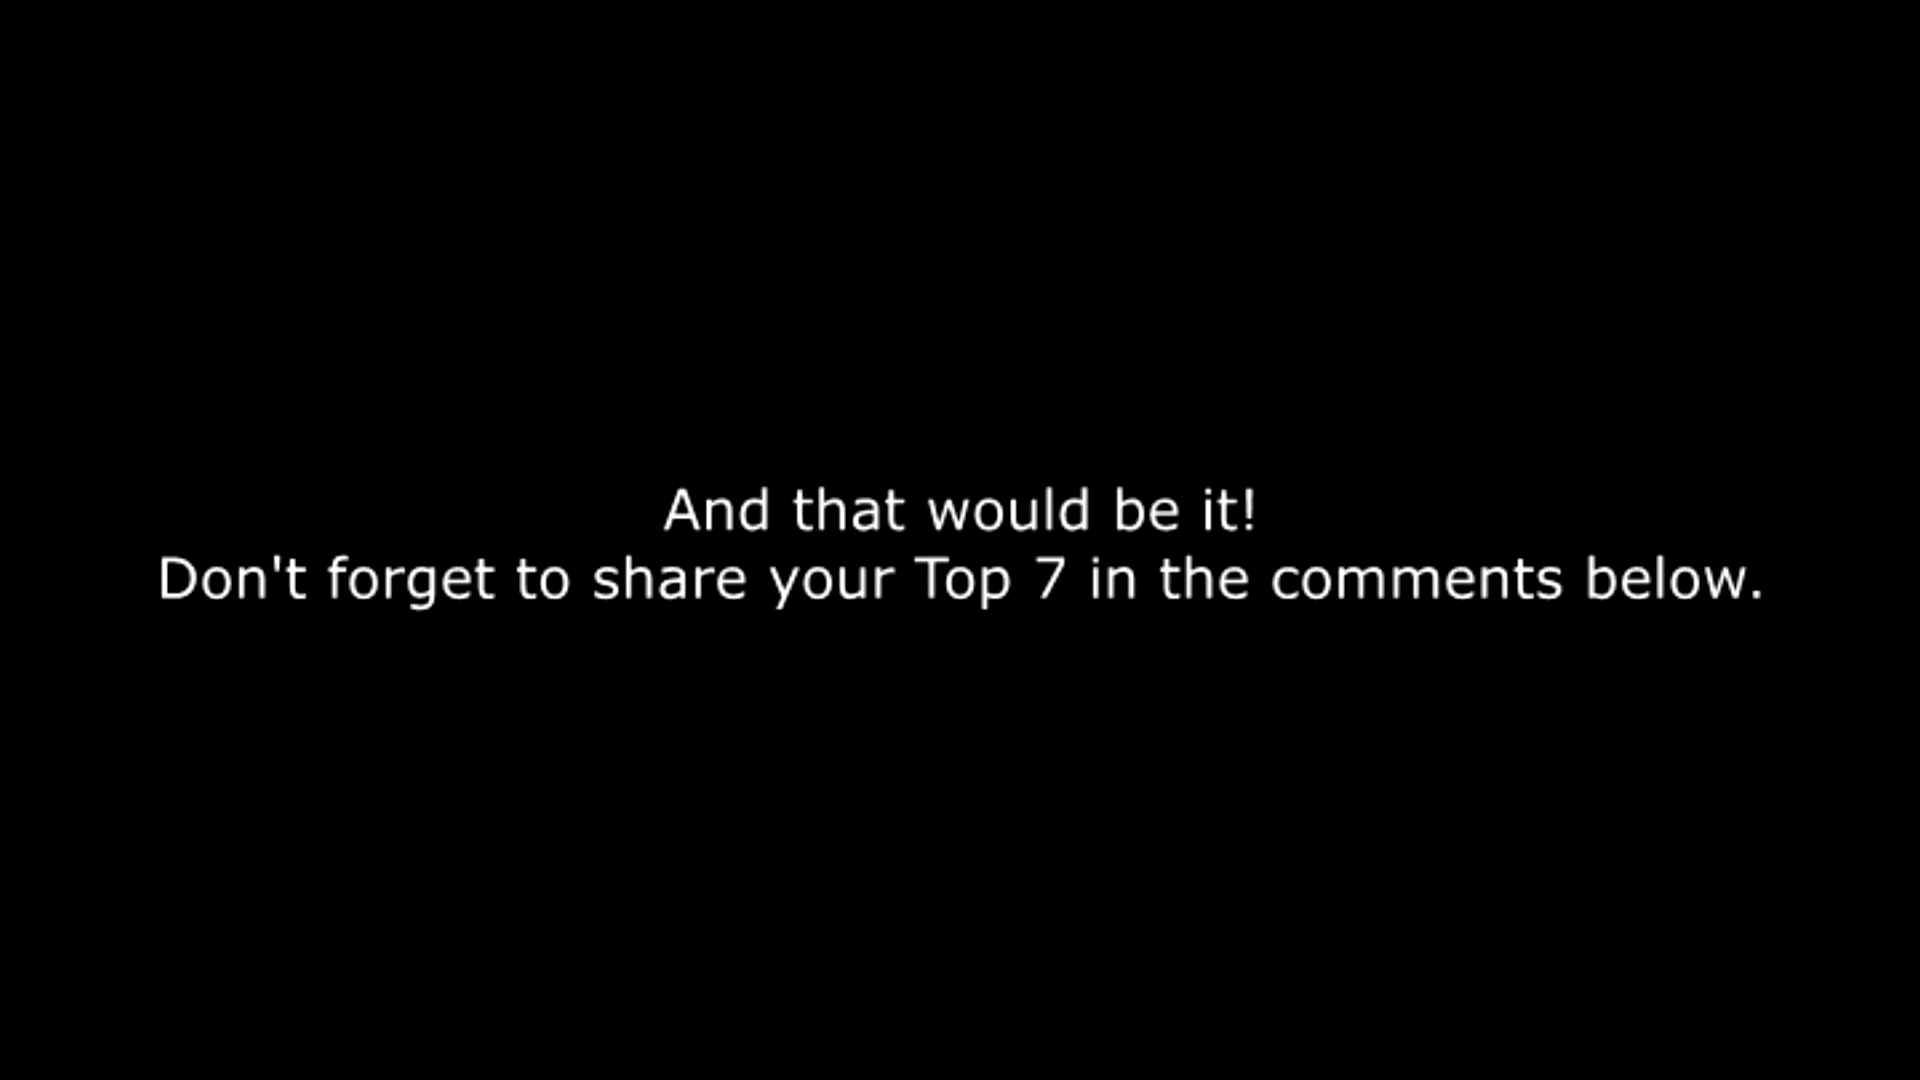 And that would be it!
Don't forget to share your Top 7 in the comments below.